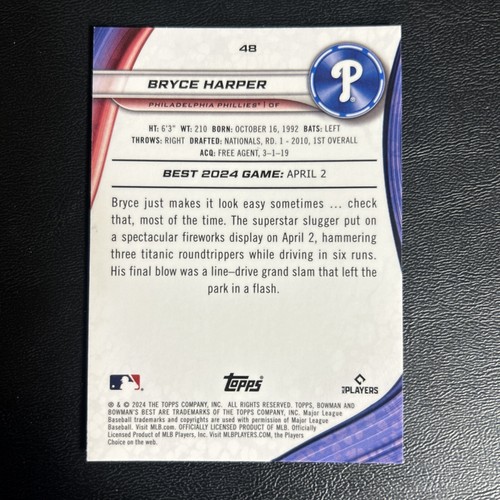 48
BRYCE HARPER
P
PHILADELPHIA PHILLIES® | OF
HT: 6'3" WT: 210 BORN: OCTOBER 16, 1992 BATS: LEFT
THROWS: RIGHT DRAFTED: NATIONALS, RD. 1 - 2010, 1ST OVERALL
ACQ: FREE AGENT, 3-1-19
BEST 2024 GAME: APRIL 2
Bryce just makes it look easy sometimes ... check
that, most of the time. The superstar slugger put on
a spectacular fireworks display on April 2, hammering
three titanic roundtrippers while driving in six runs.
His final blow was a line–drive grand slam that left the
park in a flash.
Topps
PLAYERS
® & © 2024 THE TOPPS COMPANY, INC. ALL RIGHTS RESERVED. TOPPS, BOWMAN AND
BOWMAN'S BEST ARE TRADEMARKS OF THE TOPPS COMPANY, INC. Major League
Baseball trademarks and copyrights are used with permission of Major League
Baseball. Visit MLB.com. OFFICIALLY LICENSED PRODUCT OF MLB. Officially
Licensed Product of MLB Players, Inc. Visit MLBPLAYERS.COM, the Players
Choice on the web.